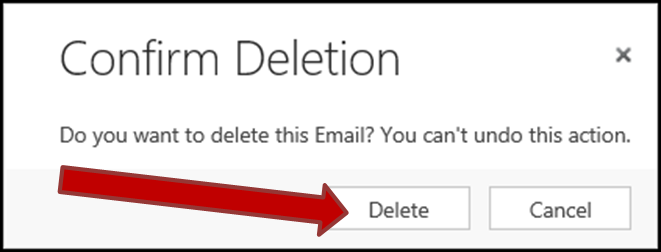 Confirm Deletion
Do you want to delete this Email? You can't undo this action.
Delete
Cancel